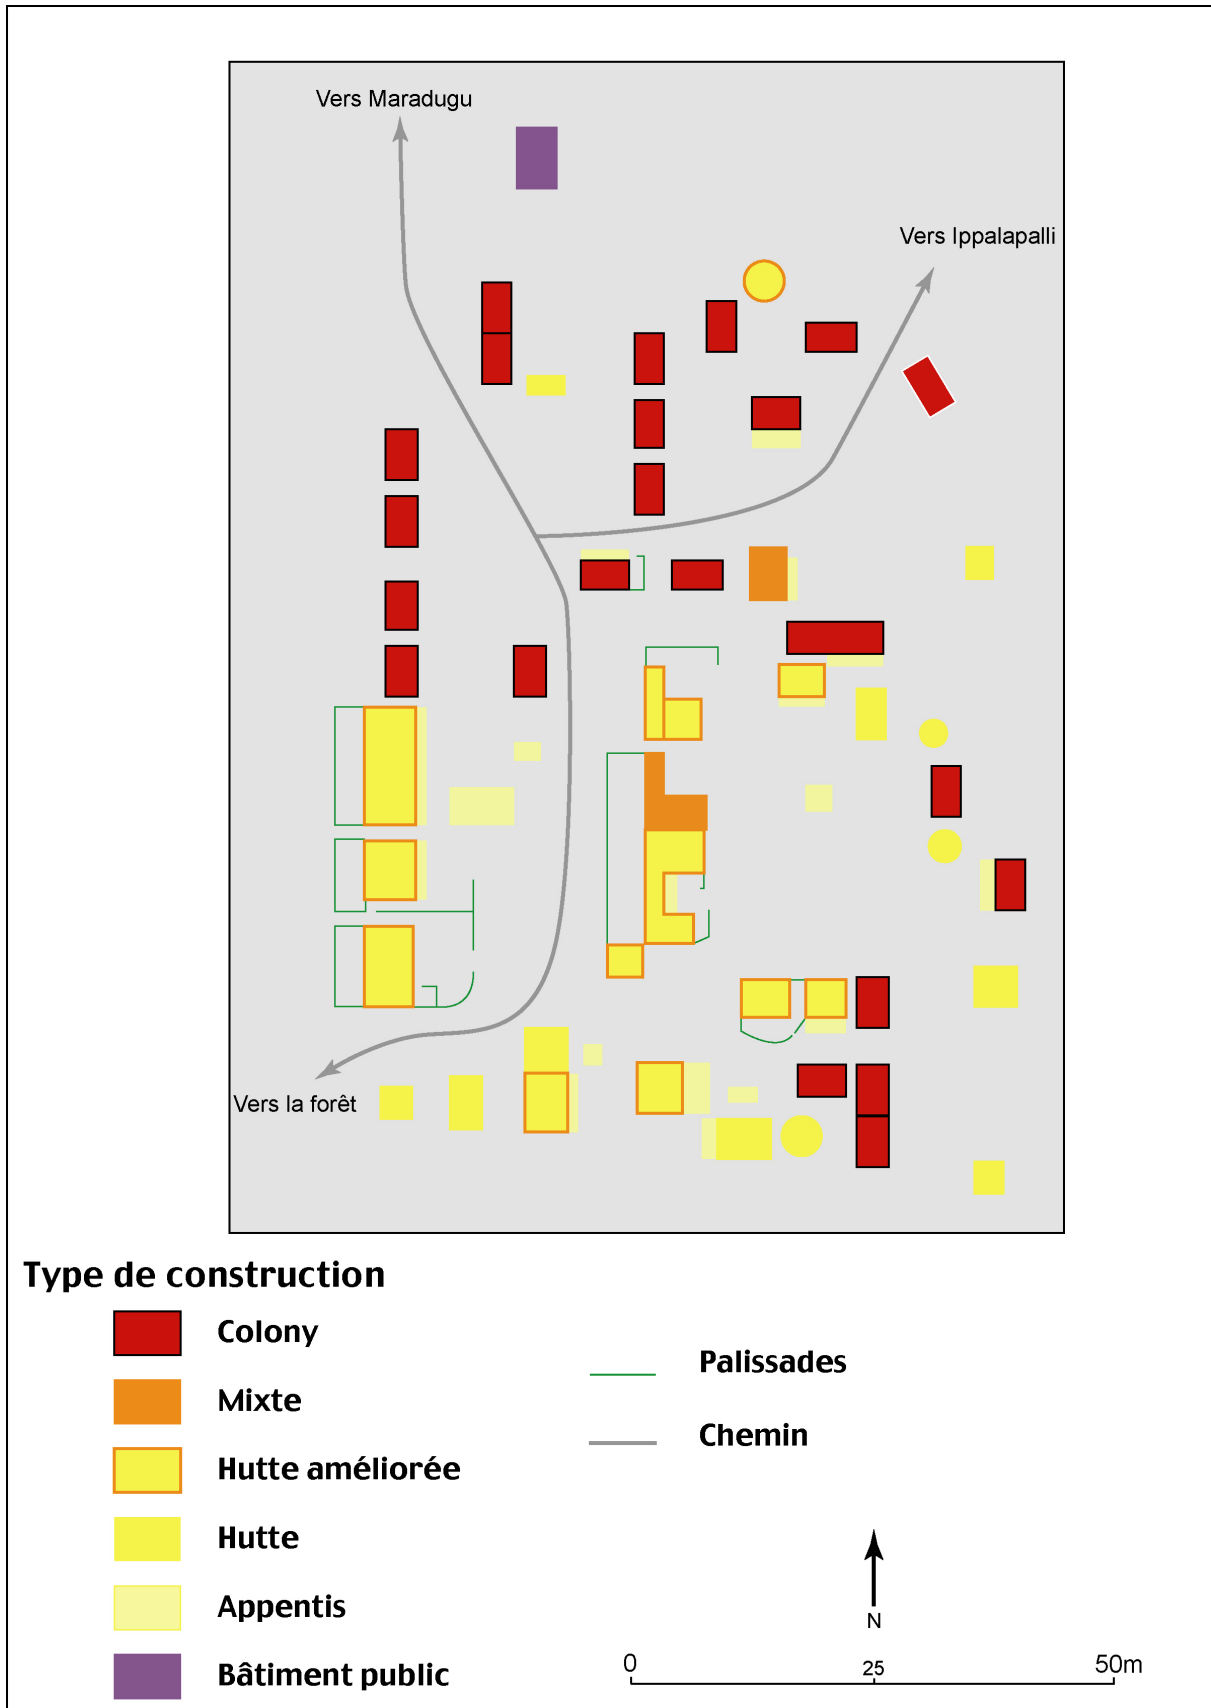 Vers Maradugu
Vers Ippalapalli
Vers la forêt
Type de construction
Colony
Mixte
Hutte améliorée
Hutte
Appentis
Bâtiment public
Palissades
Chemin
N
0 25 50m